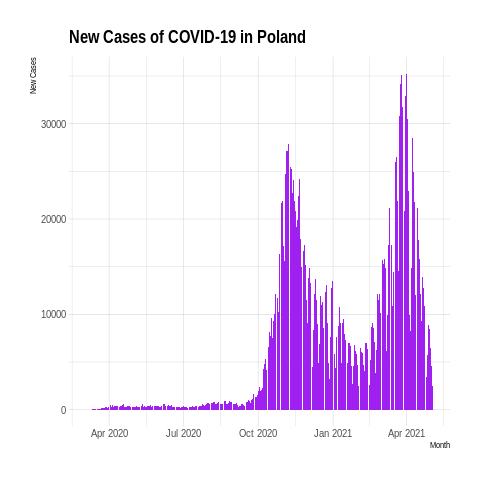 New Cases of COVID-19 in Poland
New Cases
30000
20000
10000
0
Apr 2020 Jul 2020 Oct 2020 Jan 2021 Apr 2021
Month